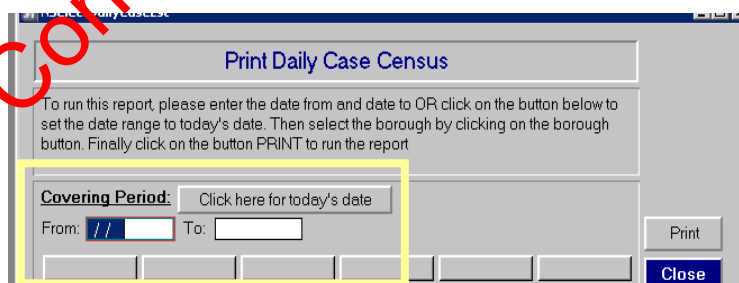 Print Daily Case Census
To run this report, please enter the date from and date to OR click on the button below to
set the date range to today's date. Then select the borough by clicking on the borough
button. Finally click on the button PRINT to run the report
Covering Period: Click here for today's date
From: / / To:
Print
Close